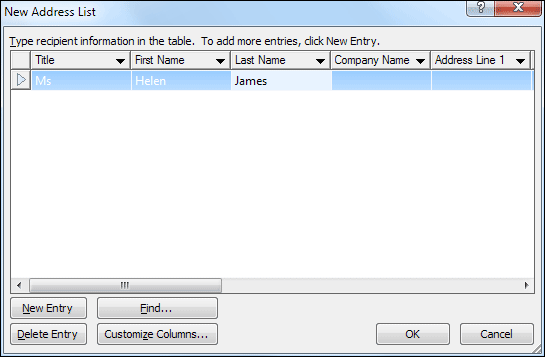 New Address List
Type recipient information in the table. To add more entries, click New Entry.
Title First Name Last Name Company Name Address Line 1
Ms Helen James
New Entry Find...
Delete Entry Customize Columns... OK Cancel